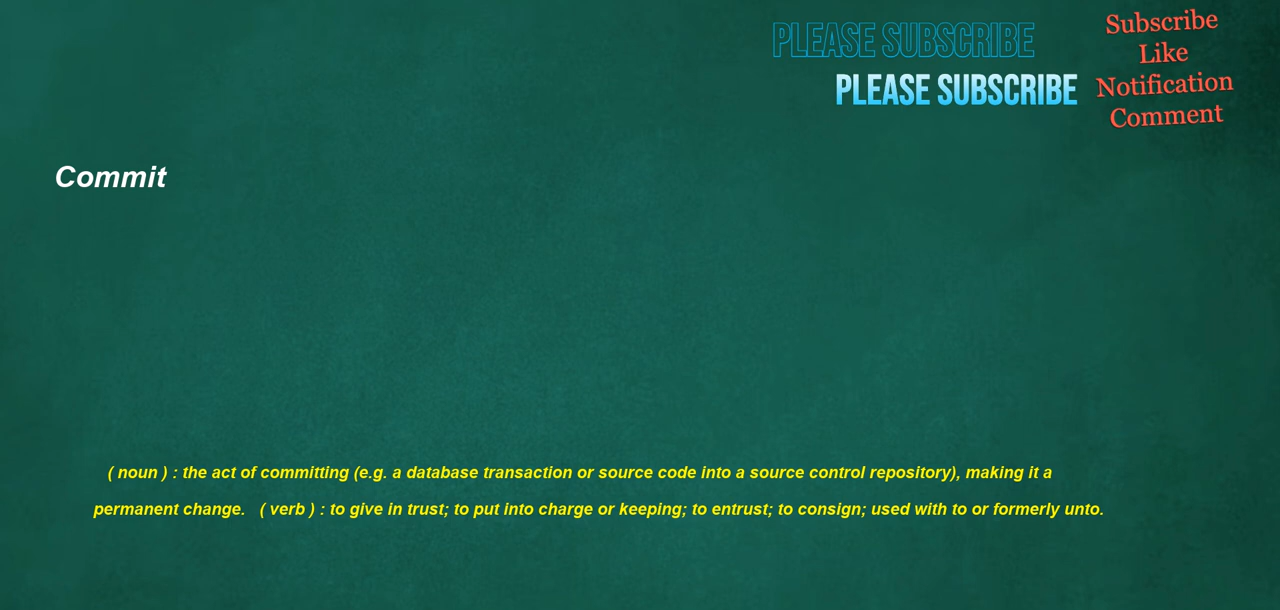 PLEASE SUBSCRIBE
PLEASE SUBSCRIBE
Subscribe
Like
Notification
Comment
Commit
( noun ) : the act of committing (e.g. a database transaction or source code into a source control repository), making it a
permanent change. ( verb ) : to give in trust; to put into charge or keeping; to entrust; to consign; used with to or formerly unto.